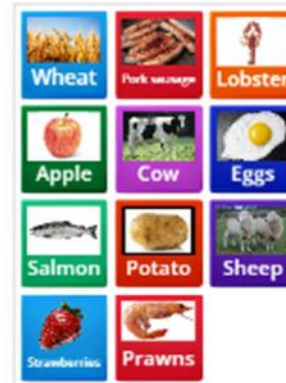 Wheat Pork sausage Lobster
Apple Cow Eggs
Salmon Potato Sheep
Strawberries Prawns